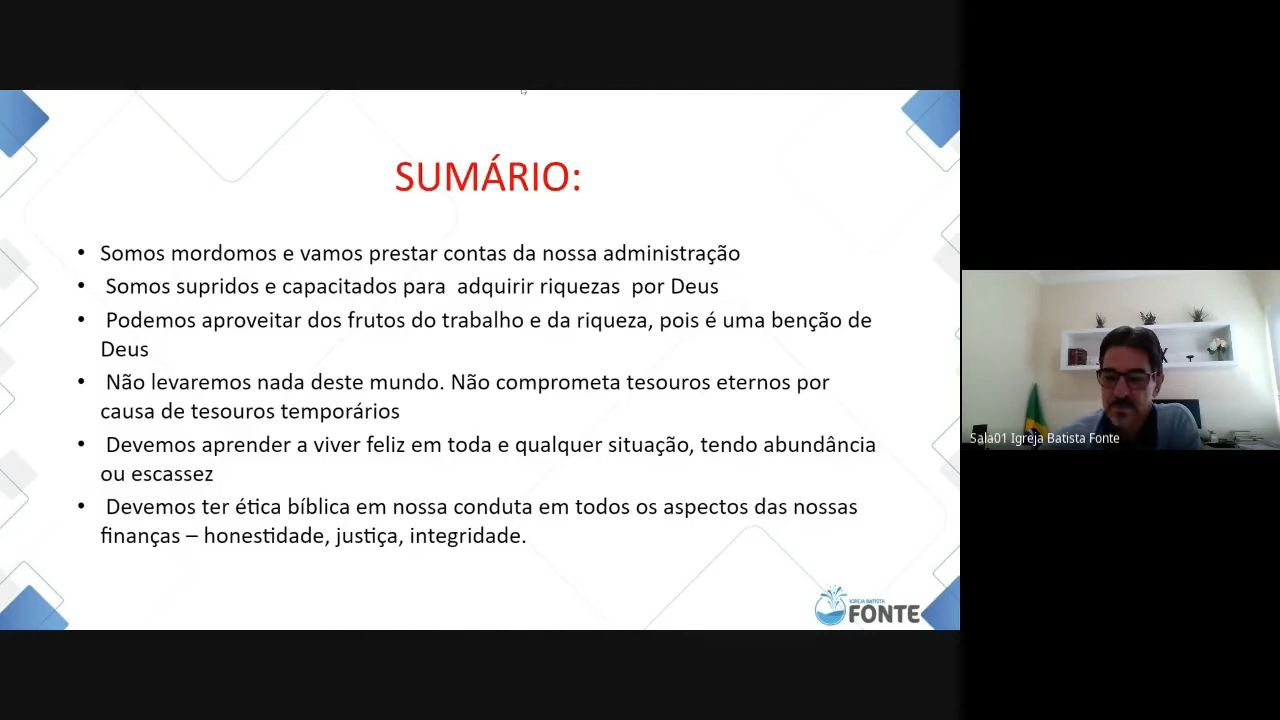 SUMÁRIO:
• Somos mordomos e vamos prestar contas da nossa administração
• Somos supridos e capacitados para adquirir riquezas por Deus
• Podemos aproveitar dos frutos do trabalho e da riqueza, pois é uma benção de
Deus
• Não levaremos nada deste mundo. Não comprometa tesouros eternos por
causa de tesouros temporários
• Devemos aprender a viver feliz em toda e qualquer situação, tendo abundância
ou escassez
• Devemos ter ética bíblica em nossa conduta em todos os aspectos das nossas
finanças – honestidade, justiça, integridade.
IGREJA BATISTA
FONTE
Sala01 Igreja Batista Fonte